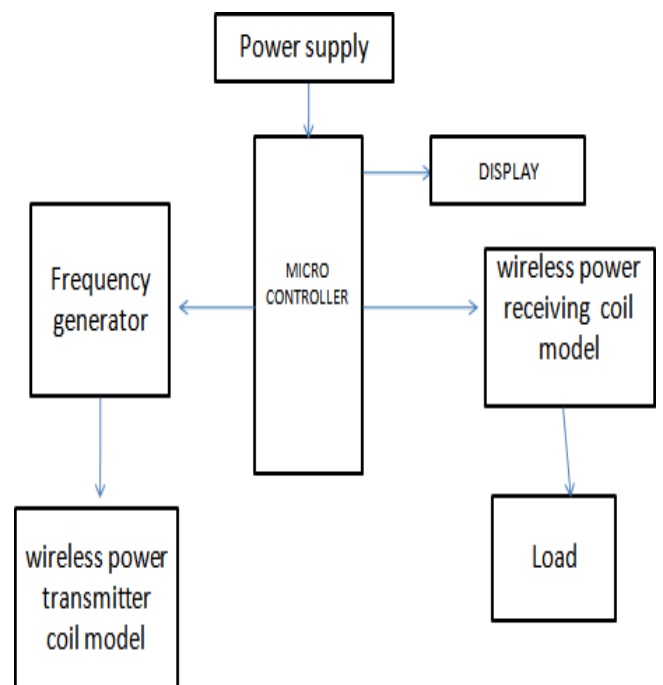 Power supply
DISPLAY
MICRO
CONTROLLER
Frequency
generator
wireless power
receiving coil
model
wireless power
transmitter
coil model
Load